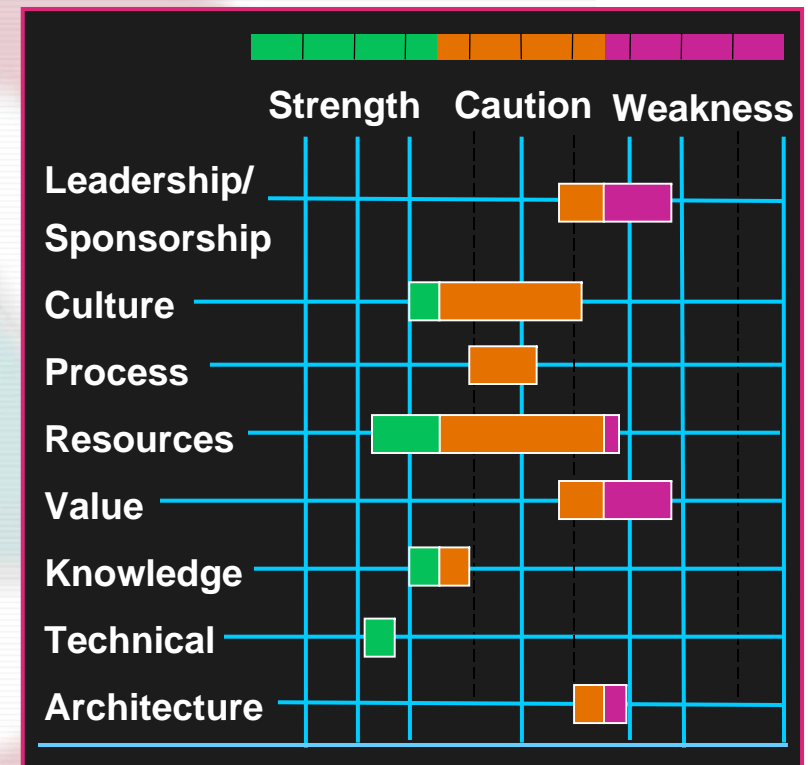 Strength Caution Weakness
Leadership/
Sponsorship
Culture
Process
Resources
Value
Knowledge
Technical
Architecture